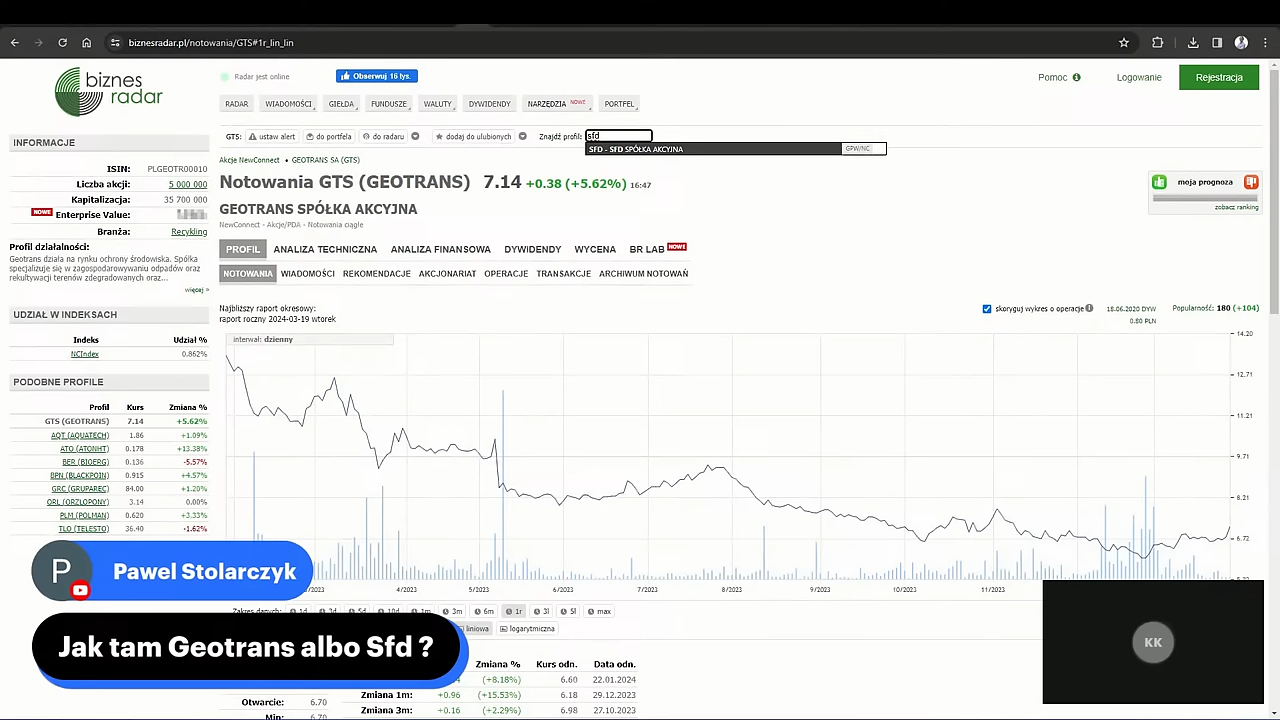 biznesradar.pl/notowania/GTS#1r_lin_lin
biznes
radar
Radar jest online
Obserwuj 16 tys.
Pomoc
Logowanie
Rejestracja
RADAR
WIADOMOŚCI
GIEŁDA
FUNDUSZE
WALUTY
DYWIDENDY
NARZĘDZIA NOWE
PORTFEL
GTS: ustaw alert do portfela do radaru dodaj do ulubionych Znajdź profil: sfd
SFD - SFD SPÓŁKA AKCYJNA GPW/NC
INFORMACJE
ISIN: PLGEOTR00010
Liczba akcji: 5 000 000
Kapitalizacja: 35 700 000
NOWE Enterprise Value:
Branża: Recykling
Profil działalności:
Geotrans działa na rynku ochrony środowiska. Spółka
specjalizuje się w zagospodarowywaniu odpadów oraz
rekultywacji terenów zdegradowanych oraz...
więcej »
UDZIAŁ W INDEKSACH
Indeks Udział %
NCIndex 0.862%
PODOBNE PROFILE
Profil Kurs Zmiana %
GTS (GEOTRANS) 7.14 +5.62%
AQT (AQUATECH) 1.86 +1.09%
ATO (ATONHT) 0.178 +13.38%
BER (BIOERG) 0.136 -5.57%
BPN (BLACKPOIN) 0.915 +4.57%
GRC (GRUPAREC) 84.00 +1.20%
ORL (ORZLOPONY) 3.14 0.00%
PLM (POLMAN) 0.620 +3.33%
TLO (TELESTO) 36.40 -1.62%
Akcje NewConnect • GEOTRANS SA (GTS)
Notowania GTS (GEOTRANS) 7.14 +0.38 (+5.62%) 16:47
GEOTRANS SPÓŁKA AKCYJNA
NewConnect - Akcje/PDA - Notowania ciągłe
moja prognoza
zobacz ranking
PROFIL ANALIZA TECHNICZNA ANALIZA FINANSOWA DYWIDENDY WYCENA BR LAB NOWE
NOTOWANIA WIADOMOŚCI REKOMENDACJE AKCJONARIAT OPERACJE TRANSAKCJE ARCHIWUM NOTOWAŃ
Najbliższy raport okresowy:
raport roczny 2024-03-19 wtorek
skoryguj wykres o operacje
18.06.2020 DYW
0.80 PLN
Popularność: 180 (+104)
interwał: dzienny
14.20
12.71
11.21
9.71
8.21
6.72
4/2023 5/2023 6/2023 7/2023 8/2023 9/2023 10/2023 11/2023
Zakres danych: 1d 3d 5d 10d 1m 3m 6m 1r 3l 5l max
liniowa logarytmiczna
Zmiana % Kurs odn. Data odn.
(+8.18%) 6.60 22.01.2024
Zmiana 1m: +0.96 (+15.53%) 6.18 29.12.2023
Zmiana 3m: +0.16 (+2.29%) 6.98 27.10.2023
Otwarcie: 6.70
Min: 6.70
P
Pawel Stolarczyk
Jak tam Geotrans albo Sfd ?
KK